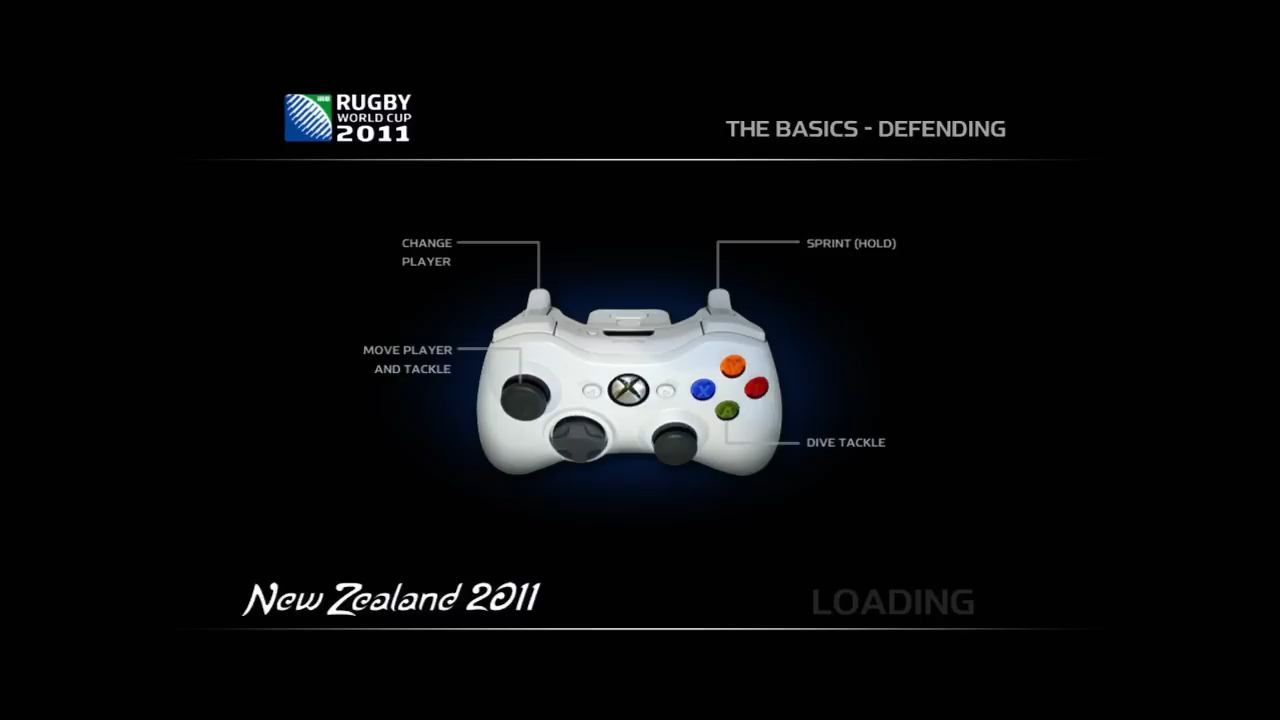 RUGBY
WORLD CUP
2011
THE BASICS - DEFENDING
CHANGE
PLAYER
SPRINT (HOLD)
MOVE PLAYER
AND TACKLE
Y
X
A
DIVE TACKLE
New Zealand 2011
LOADING